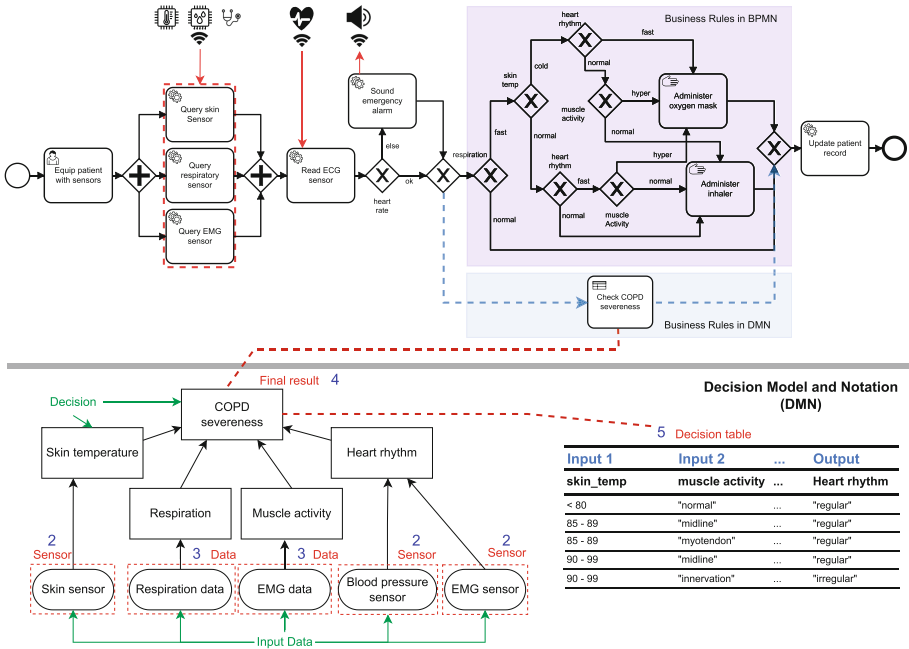 Business Rules in BPMN
heart
rhythm
fast
cold
normal
skin
temp
hyper
muscle
activity
normal
Administer
oxygen mask
Sound
emergency
alarm
Query skin
Sensor
Equip patient
with sensors
Query
respiratory
sensor
Query EMG
sensor
Read ECG
sensor
else
ok
heart
rate
respiration
fast
normal
normal
heart
rhythm
fast
normal
hyper
normal
muscle
Activity
Administer
inhaler
Update patient
record
Check COPD
severeness
Business Rules in DMN
Final result 4
Decision
COPD
severeness
Skin temperature
Heart rhythm
Respiration
Muscle activity
2
Sensor
3 Data
3 Data
2
Sensor
2
Sensor
Skin sensor
Respiration data
EMG data
Blood pressure
sensor
EMG sensor
Input Data
Decision Model and Notation
(DMN)
5 Decision table
Input 1 Input 2 ... Output
skin_temp muscle activity ... Heart rhythm
< 80 "normal" ... "regular"
85 - 89 "midline" ... "regular"
85 - 89 "myotendon" ... "regular"
90 - 99 "midline" ... "regular"
90 - 99 "innervation" ... "irregular"